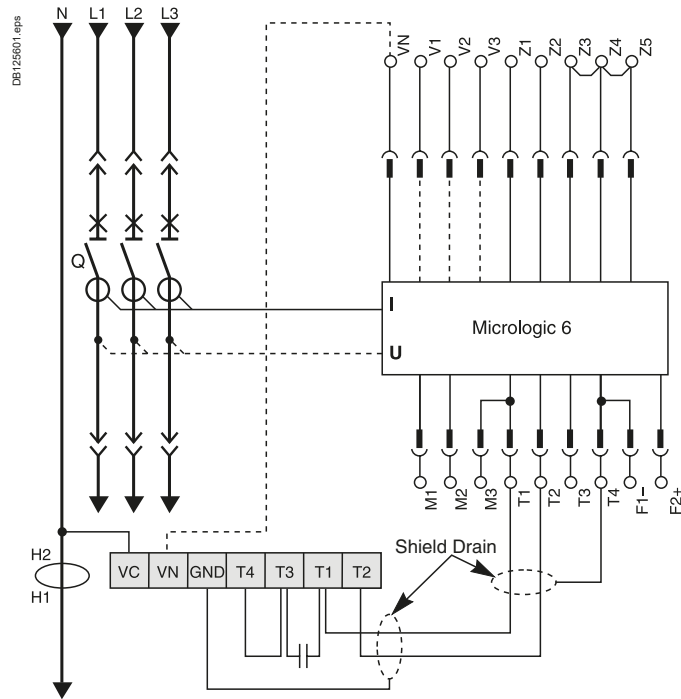 DB125601.eps
N L1 L2 L3
VN V1 V2 V3 Z1 Z2 Z3 Z4 Z5
Q
I
Micrologic 6
U
M1 M2 M3 T1 T2 T3 T4 F1- F2+
Shield Drain
H2
H1
VC VN GND T4 T3 T1 T2